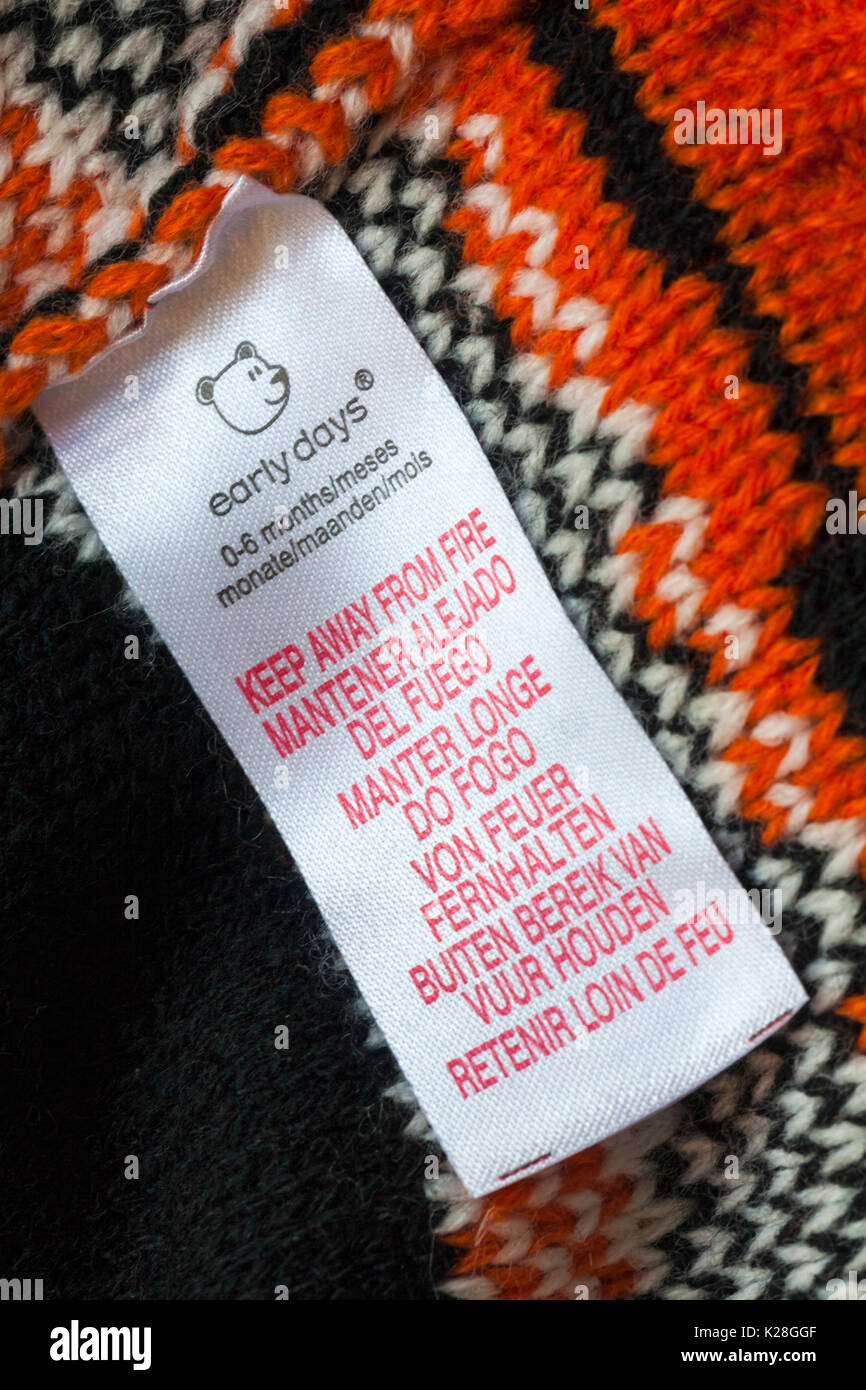 early days®
0-6 months/meses
monate/maanden/mois
KEEP AWAY FROM FIRE
MANTENER ALEJADO
DEL FUEGO
MANTER LONGE
DO FOGO
VON FEUER
FERNHALTEN
BUITEN BEREIK VAN
VUUR HOUDEN
RETENIR LOIN DE FEU
alamy
Image ID: K28GGF
www.alamy.com